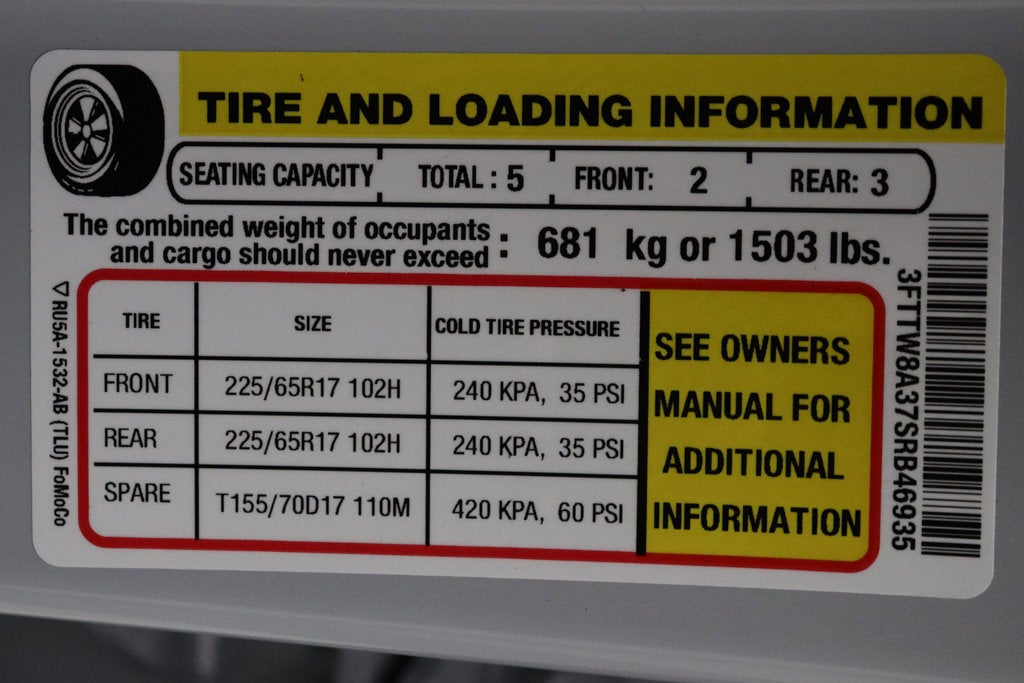 TIRE AND LOADING INFORMATION
SEATING CAPACITY TOTAL : 5 FRONT: 2 REAR: 3
The combined weight of occupants
and cargo should never exceed : 681 kg or 1503 lbs.
TIRE SIZE COLD TIRE PRESSURE
FRONT 225/65R17 102H 240 KPA, 35 PSI
REAR 225/65R17 102H 240 KPA, 35 PSI
SPARE T155/70D17 110M 420 KPA, 60 PSI
SEE OWNERS
MANUAL FOR
ADDITIONAL
INFORMATION
RU5A-1532-AB (TLU) FoMoCo
3FTTW8A37SRB46935